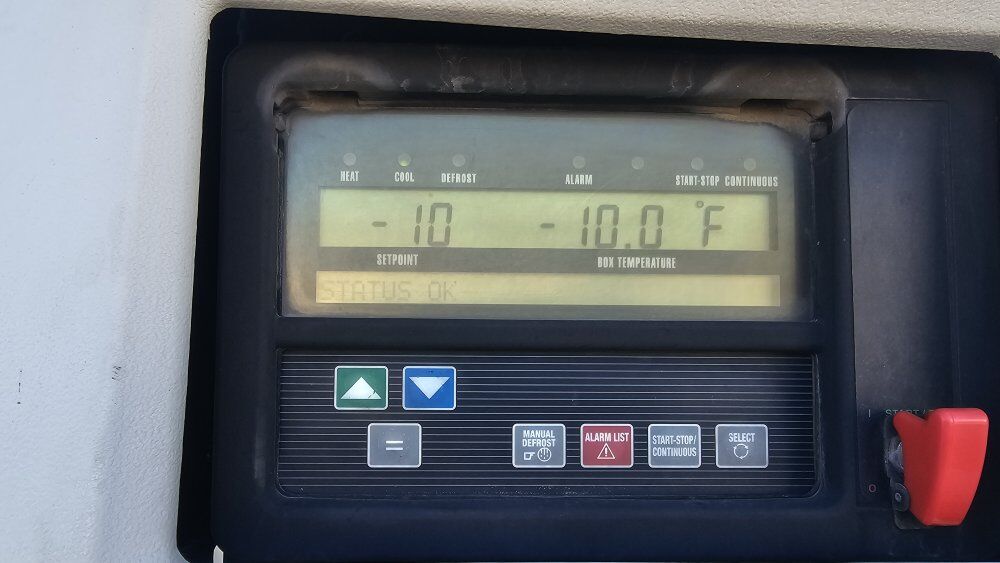 HEAT COOL DEFROST ALARM START-STOP CONTINUOUS
-10 -10.0 °F
SETPOINT BOX TEMPERATURE
STATUS OK
MANUAL DEFROST
ALARM LIST
START-STOP/
CONTINUOUS
SELECT
=
I START/
O